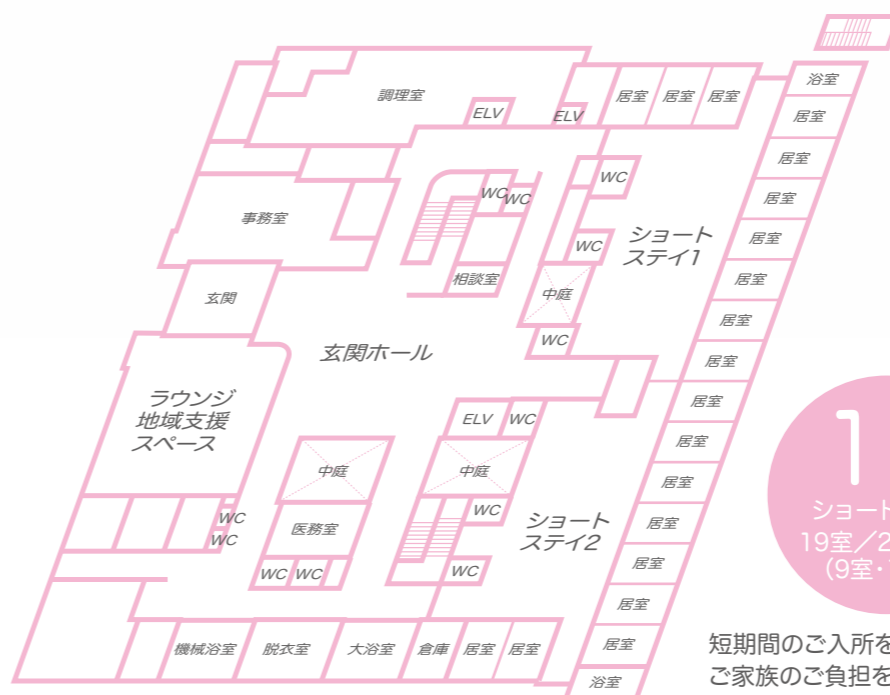 調理室
ELV
ELV
居室
居室
居室
浴室
居室
居室
居室
居室
居室
居室
居室
居室
居室
居室
居室
居室
居室
居室
浴室
WC
WC
WC
WC
ショート
ステイ1
事務室
相談室
中庭
WC
玄関
玄関ホール
ラウンジ
地域支援
スペース
ELV
WC
中庭
中庭
WC
WC
WC
医務室
ショート
ステイ2
WC
WC
WC
機械浴室
脱衣室
大浴室
倉庫
居室
居室
1
ショート
19室/2
(9室・
短期間のご入所を
ご家族のご負担を